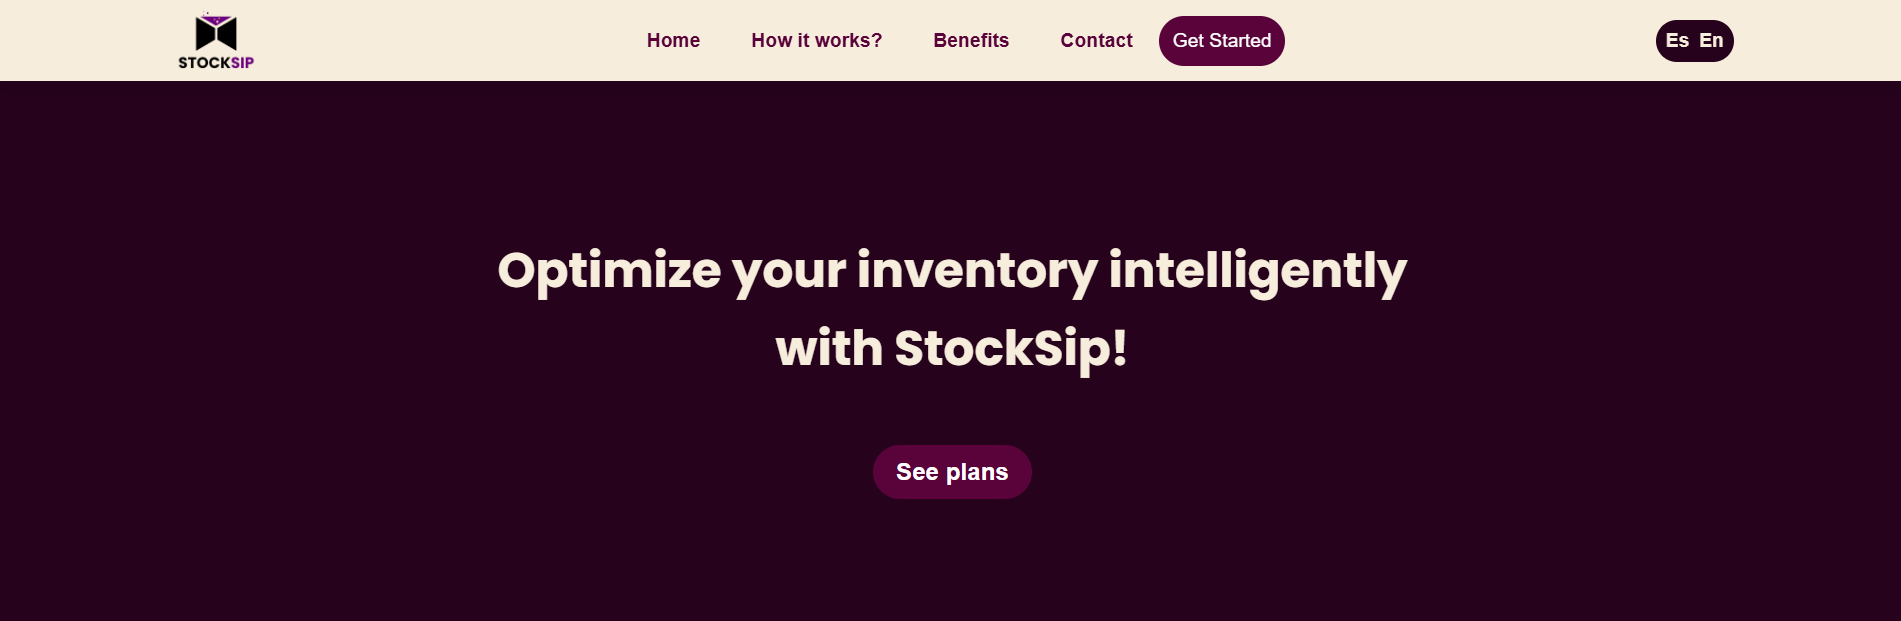 STOCKSIP
Home How it works? Benefits Contact Get Started
Es En
Optimize your inventory intelligently
with StockSip!
See plans